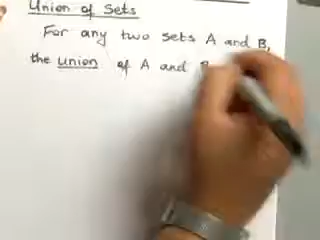 Union of Sets
For any two sets A and B,
the union of A and